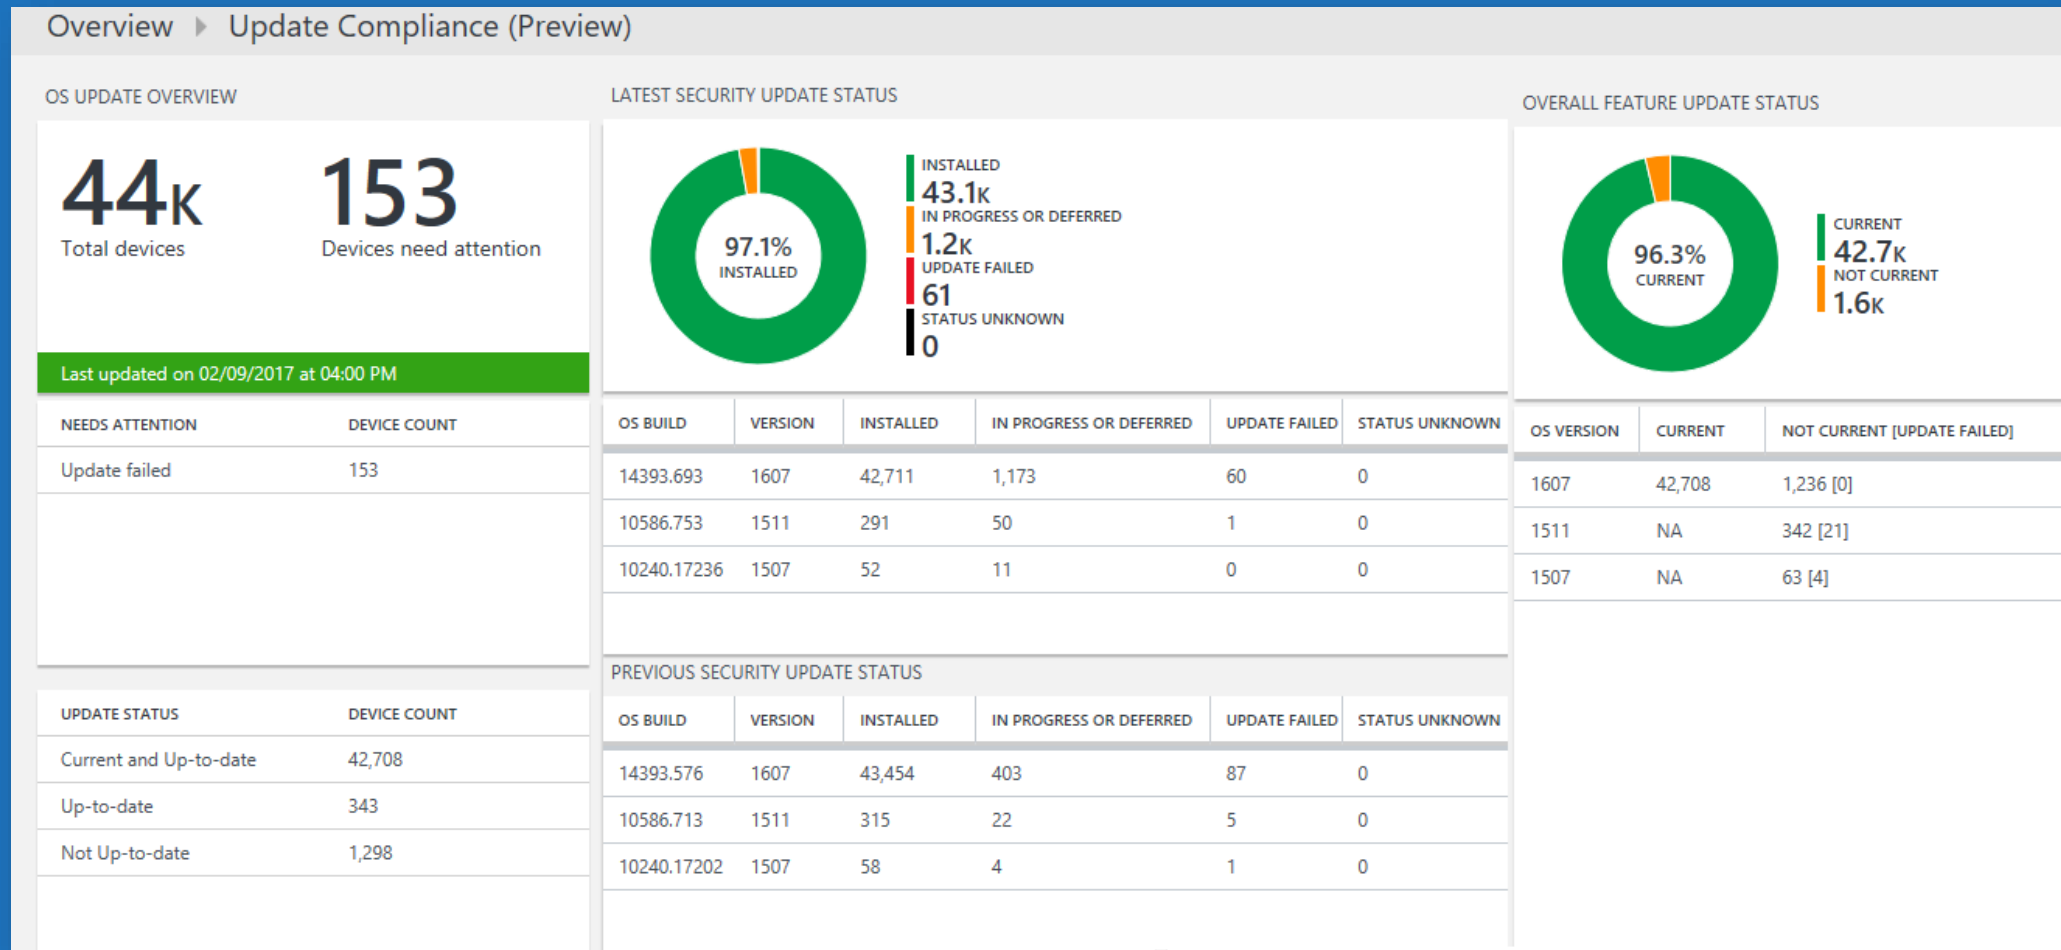 Overview Update Compliance (Preview)
OS UPDATE OVERVIEW
44K 153
Total devices Devices need attention
Last updated on 02/09/2017 at 04:00 PM
NEEDS ATTENTION DEVICE COUNT
Update failed 153
UPDATE STATUS DEVICE COUNT
Current and Up-to-date 42,708
Up-to-date 343
Not Up-to-date 1,298
LATEST SECURITY UPDATE STATUS
97.1%
INSTALLED
INSTALLED
43.1K
IN PROGRESS OR DEFERRED
1.2K
UPDATE FAILED
61
STATUS UNKNOWN
0
OS BUILD VERSION INSTALLED IN PROGRESS OR DEFERRED UPDATE FAILED STATUS UNKNOWN
14393.693 1607 42,711 1,173 60 0
10586.753 1511 291 50 1 0
10240.17236 1507 52 11 0 0
PREVIOUS SECURITY UPDATE STATUS
OS BUILD VERSION INSTALLED IN PROGRESS OR DEFERRED UPDATE FAILED STATUS UNKNOWN
14393.576 1607 43,454 403 87 0
10586.713 1511 315 22 5 0
10240.17202 1507 58 4 1 0
OVERALL FEATURE UPDATE STATUS
96.3%
CURRENT
CURRENT
42.7K
NOT CURRENT
1.6K
OS VERSION CURRENT NOT CURRENT [UPDATE FAILED]
1607 42,708 1,236 [0]
1511 NA 342 [21]
1507 NA 63 [4]